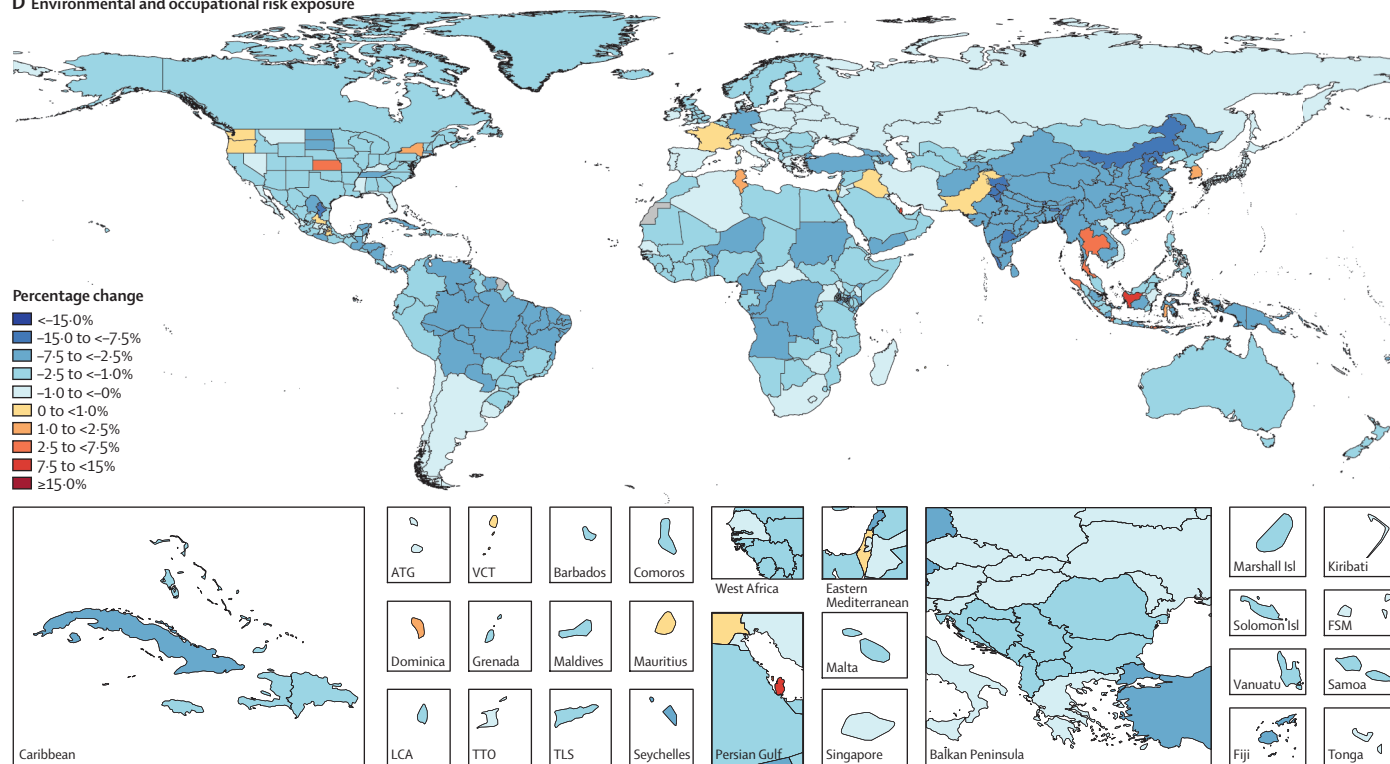 D Environmental and occupational risk exposure
Percentage change
<–15·0%
–15·0 to <–7·5%
–7·5 to <–2·5%
–2·5 to <–1·0%
–1·0 to <–0%
0 to <1·0%
1·0 to <2·5%
2·5 to <7·5%
7·5 to <15%
≥15·0%
Caribbean
ATG
VCT
Barbados
Comoros
Dominica
Grenada
Maldives
Mauritius
LCA
TTO
TLS
Seychelles
West Africa
Eastern
Mediterranean
Persian Gulf
Malta
Singapore
Balkan Peninsula
Marshall Isl
Kiribati
Solomon Isl
FSM
Vanuatu
Samoa
Fiji
Tonga